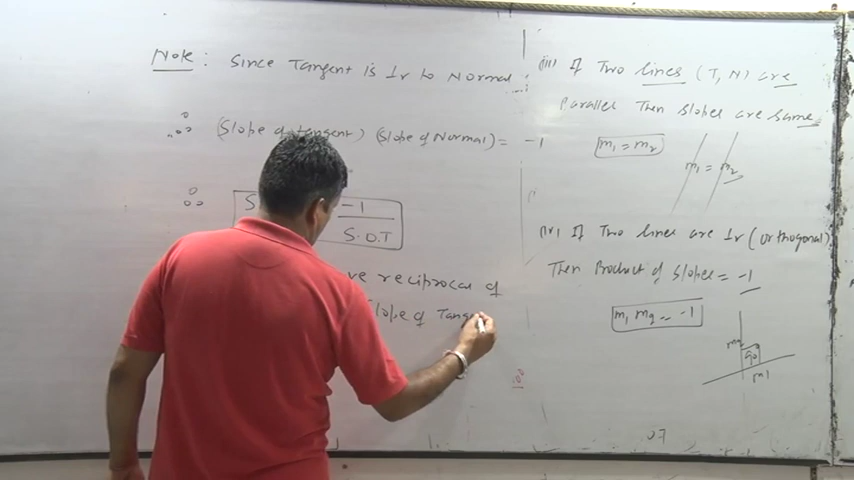 Note : Since Tangent is ⊥r to Normal
∴ (Slope of tangent) (Slope of Normal) = -1
∴ S -1
S.O.T
ve reciprocal of
Slope of Tange
(iii) If Two lines (T, N) are
Parallel Then slopes are same
m1 = m2
m1 = m2
(iv) If Two lines are ⊥r (orthogonal)
Then Product of slopes = -1
m1 m2 = -1
m2
90
m1
07